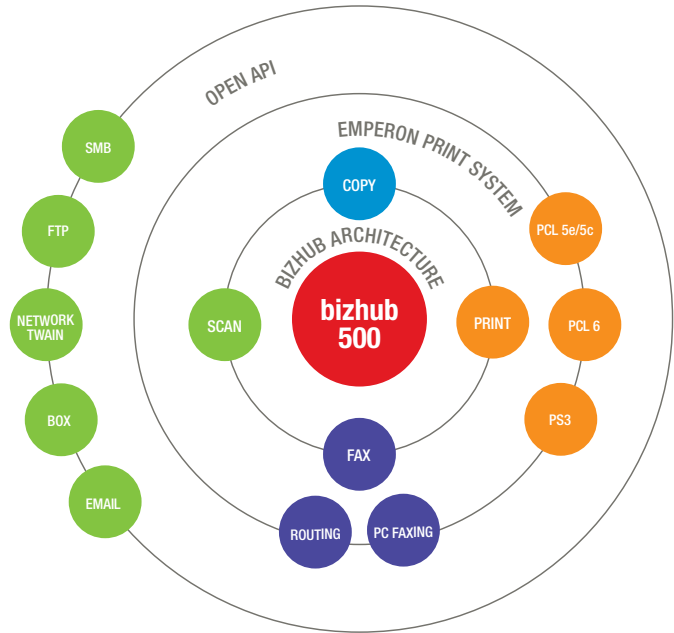 OPEN API
EMPERON PRINT SYSTEM
SMB
COPY
FTP
PCL 5e/5c
BIZHUB ARCHITECTURE
NETWORK
TWAIN
SCAN
bizhub
500
PRINT
PCL 6
BOX
PS3
FAX
EMAIL
ROUTING
PC FAXING